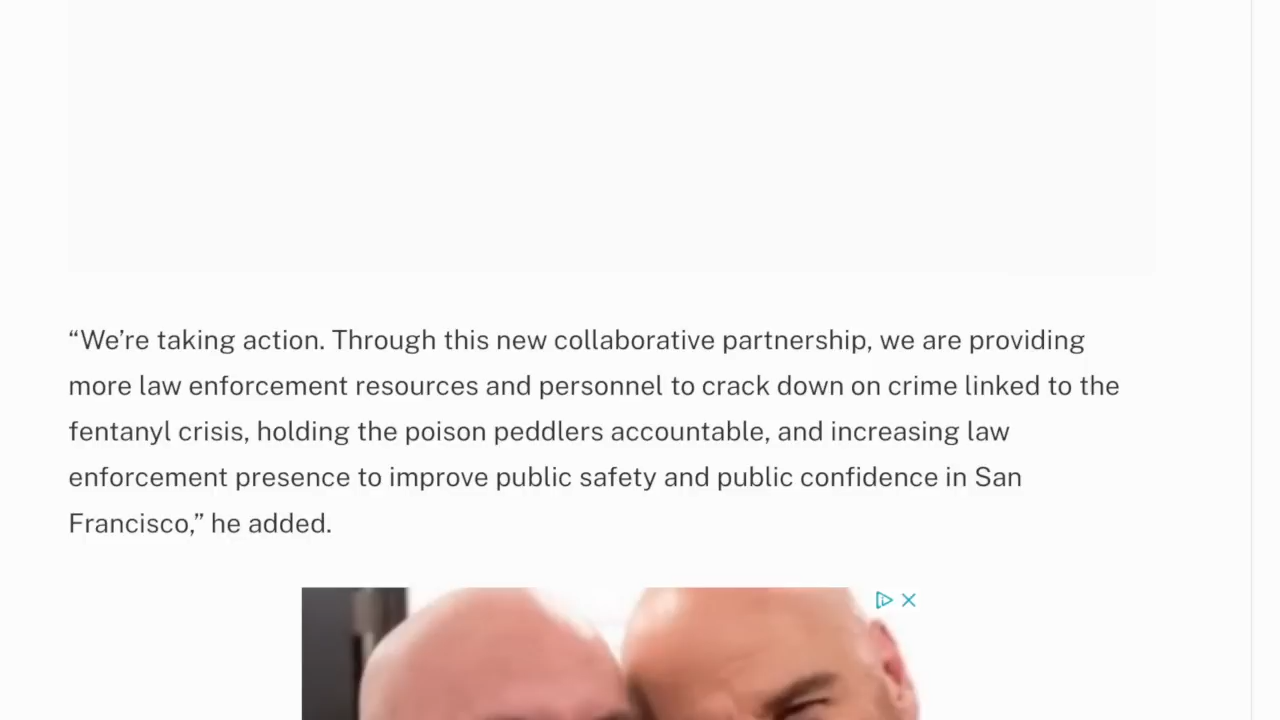 “We’re taking action. Through this new collaborative partnership, we are providing
more law enforcement resources and personnel to crack down on crime linked to the
fentanyl crisis, holding the poison peddlers accountable, and increasing law
enforcement presence to improve public safety and public confidence in San
Francisco,” he added.